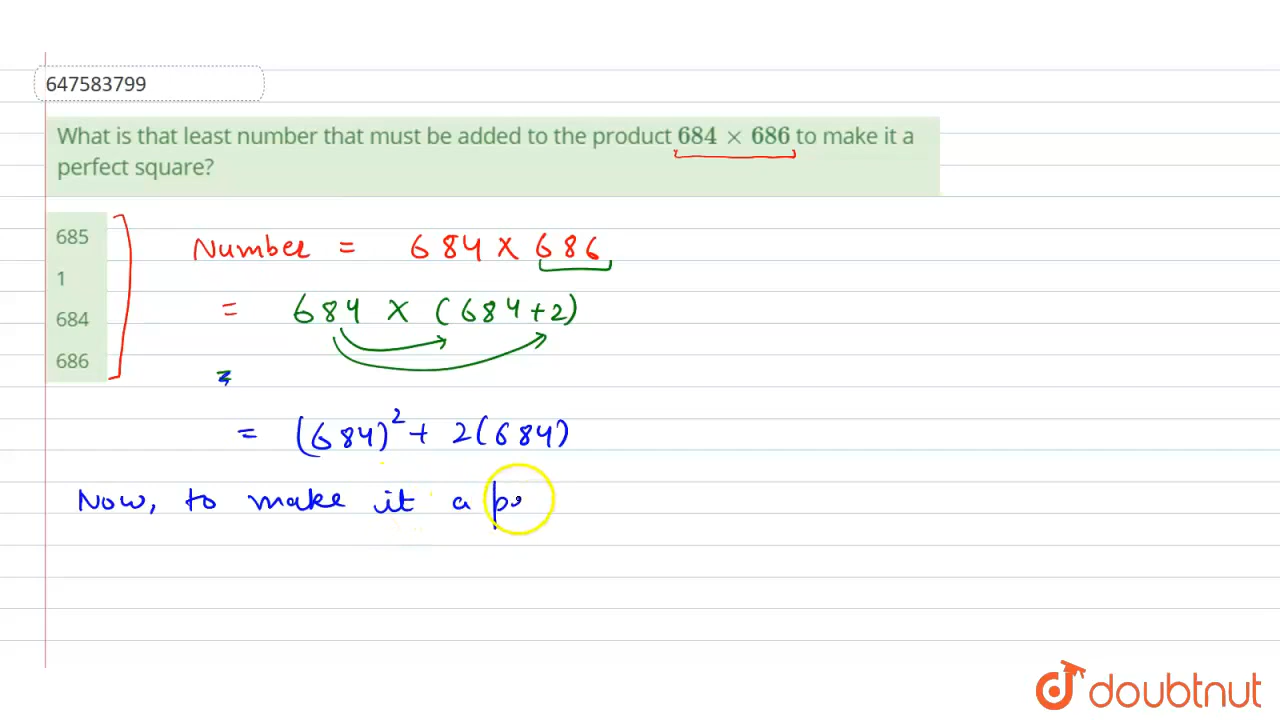 647583799
What is that least number that must be added to the product 684 × 686 to make it a
perfect square?
685
1
684
686
Number = 684 × 686
= 684 × (684+2)
=
= (684)² + 2(684)
Now, to make it a
doubtnut